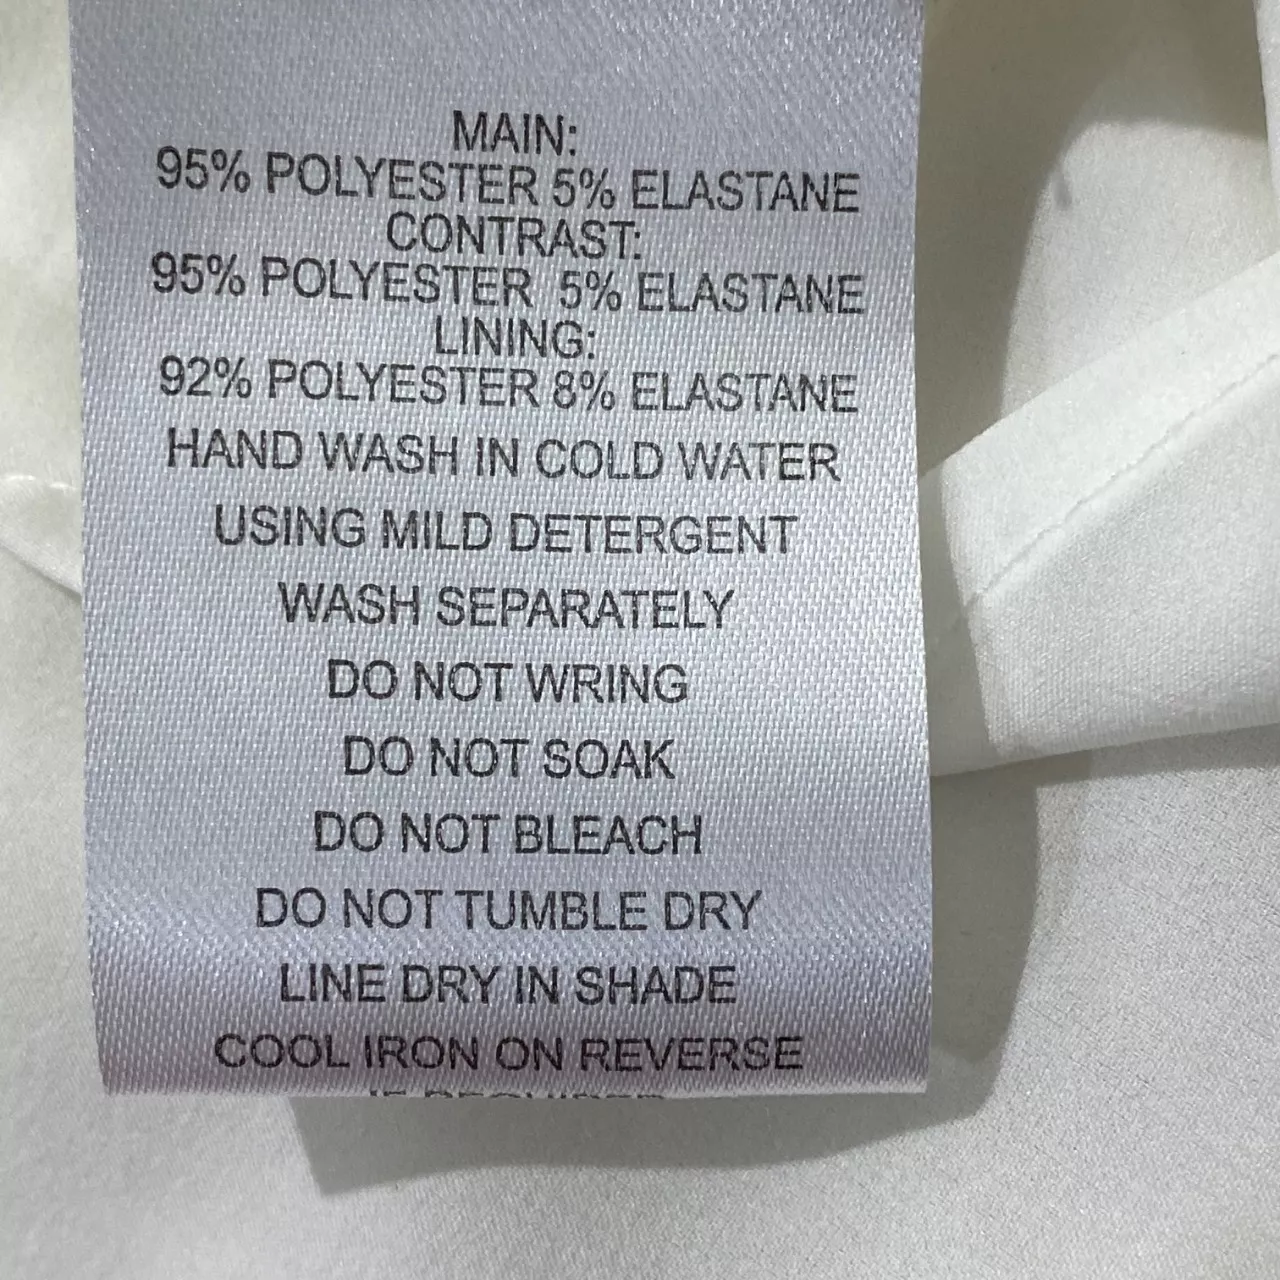 MAIN:
95% POLYESTER 5% ELASTANE
CONTRAST:
95% POLYESTER 5% ELASTANE
LINING:
92% POLYESTER 8% ELASTANE
HAND WASH IN COLD WATER
USING MILD DETERGENT
WASH SEPARATELY
DO NOT WRING
DO NOT SOAK
DO NOT BLEACH
DO NOT TUMBLE DRY
LINE DRY IN SHADE
COOL IRON ON REVERSE
IF REQUIRED